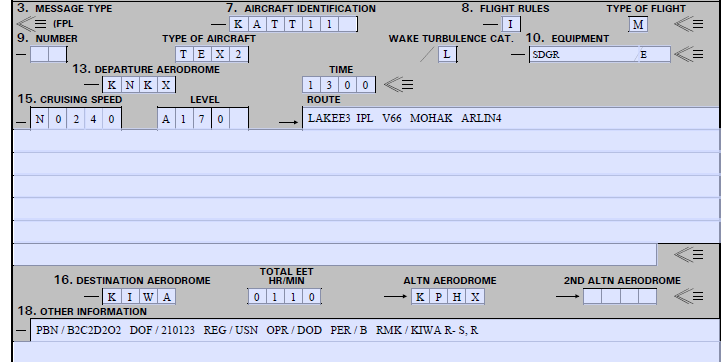 3. MESSAGE TYPE 7. AIRCRAFT IDENTIFICATION 8. FLIGHT RULES TYPE OF FLIGHT
(FPL — K A T T 1 1 — I M
9. NUMBER TYPE OF AIRCRAFT WAKE TURBULENCE CAT. 10. EQUIPMENT
— T E X 2 / L — SDGR / E
13. DEPARTURE AERODROME TIME
— K N K X 1 3 0 0
15. CRUISING SPEED LEVEL ROUTE
— N 0 2 4 0 A 1 7 0 → LAKEE3 IPL V66 MOHAK ARLIN4
16. DESTINATION AERODROME TOTAL EET HR/MIN ALTN AERODROME 2ND ALTN AERODROME
— K I W A 0 1 1 0 → K P H X →
18. OTHER INFORMATION
— PBN / B2C2D2O2 DOF / 210123 REG / USN OPR / DOD PER / B RMK / KIWA R- S, R